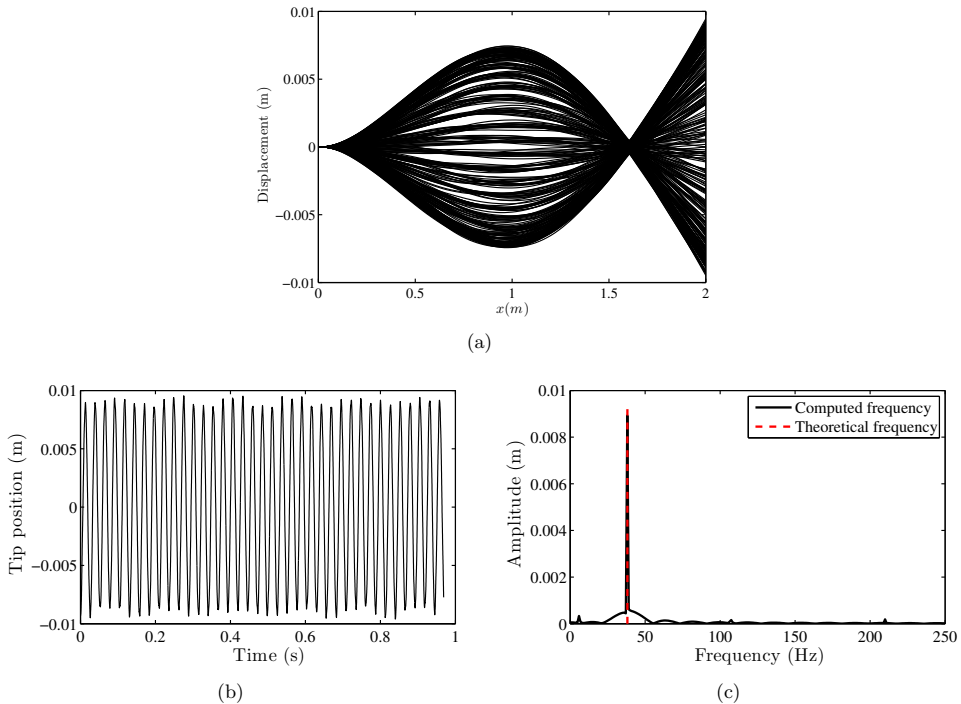 0.01
0.005
0
−0.005
−0.01
Displacement (m)
0 0.5 1 1.5 2
x(m)
(a)
0.01
0.005
0
−0.005
−0.01
Tip position (m)
0 0.2 0.4 0.6 0.8 1
Time (s)
(b)
0.01
0.008
0.006
0.004
0.002
0
Amplitude (m)
Computed frequency
Theoretical frequency
0 50 100 150 200 250
Frequency (Hz)
(c)